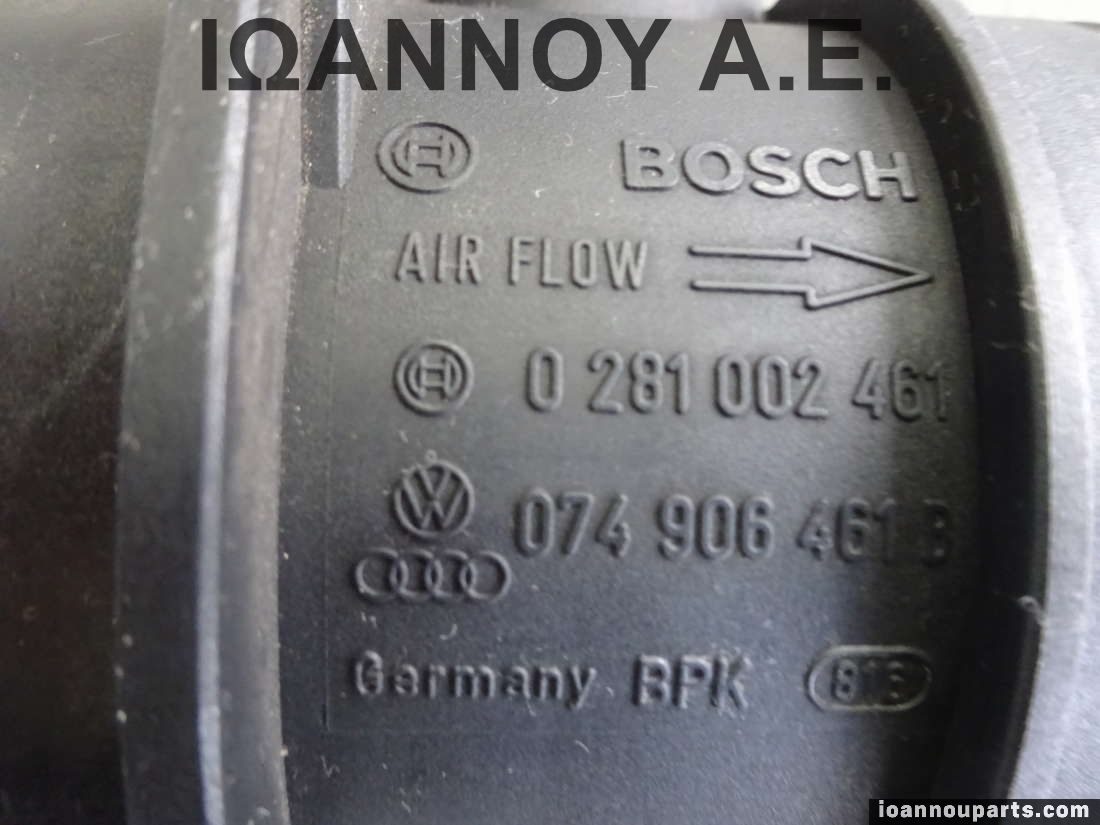 ΙΩΑΝΝΟΥ Α.Ε.
BOSCH
AIR FLOW
0 281 002 461
074 906 461 B
Germany BPK
ioannouparts.com